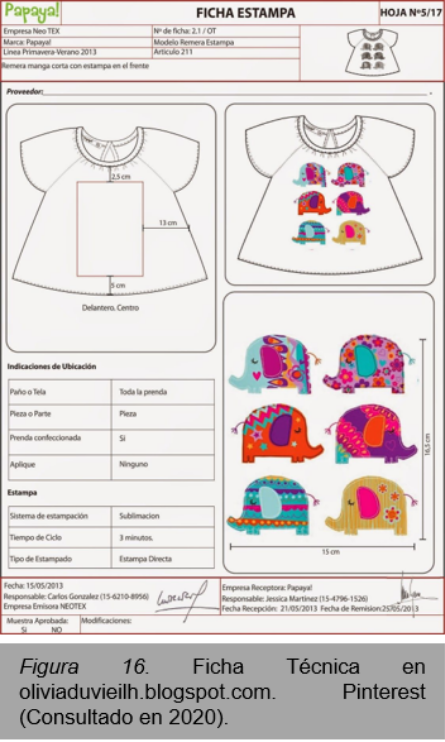 Papaya!
FICHA ESTAMPA
HOJA Nº5/17
Empresa Neo TEX
Nº de ficha: 2,1 / OT
Marca: Papaya!
Modelo Remera Estampa
Linea Primavera-Verano 2013
Articulo 211
Remera manga corta con estampa en el frente
Proveedor:
2,5 cm
13 cm
5 cm
Delantero, Centro
Indicaciones de Ubicación
Paño o Tela
Toda la prenda
Pieza o Parte
Pieza
Prenda confeccionada
Si
Aplique
Ninguno
Estampa
Sistema de estampación
Sublimacion
Tiempo de Ciclo
3 minutos.
Tipo de Estampado
Estampa Directa
16,5 cm
15 cm
Fecha: 15/05/2013
Responsable: Carlos Gonzalez (15-6210-8956)
Empresa Emisora NEOTEX
Empresa Receptora: Papaya!
Responsable: Jessica Martinez (15-4796-1526)
Fecha Recepción: 21/05/2013 Fecha de Remision:25/05/2013
Muestra Aprobada:
Si NO
Modificaciones:
Figura 16. Ficha Técnica en
oliviaduvieilh.blogspot.com. Pinterest
(Consultado en 2020).